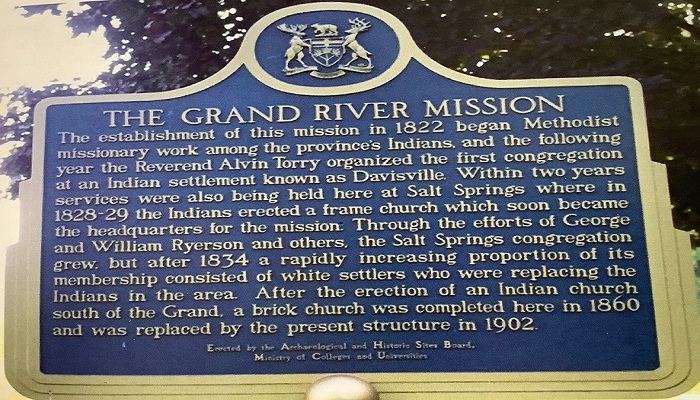 THE GRAND RIVER MISSION
The establishment of this mission in 1822 began Methodist
missionary work among the province's Indians, and the following
year the Reverend Alvin Torry organized the first congregation
at an Indian settlement known as Davisville. Within two years
services were also being held here at Salt Springs where in
1828-29 the Indians erected a frame church which soon became
the headquarters for the mission. Through the efforts of George
and William Ryerson and others, the Salt Springs congregation
grew, but after 1834 a rapidly increasing proportion of its
membership consisted of white settlers who were replacing the
Indians in the area. After the erection of an Indian church
south of the Grand, a brick church was completed here in 1860
and was replaced by the present structure in 1902.
Erected by the Archaeological and Historic Sites Board,
Ministry of Colleges and Universities